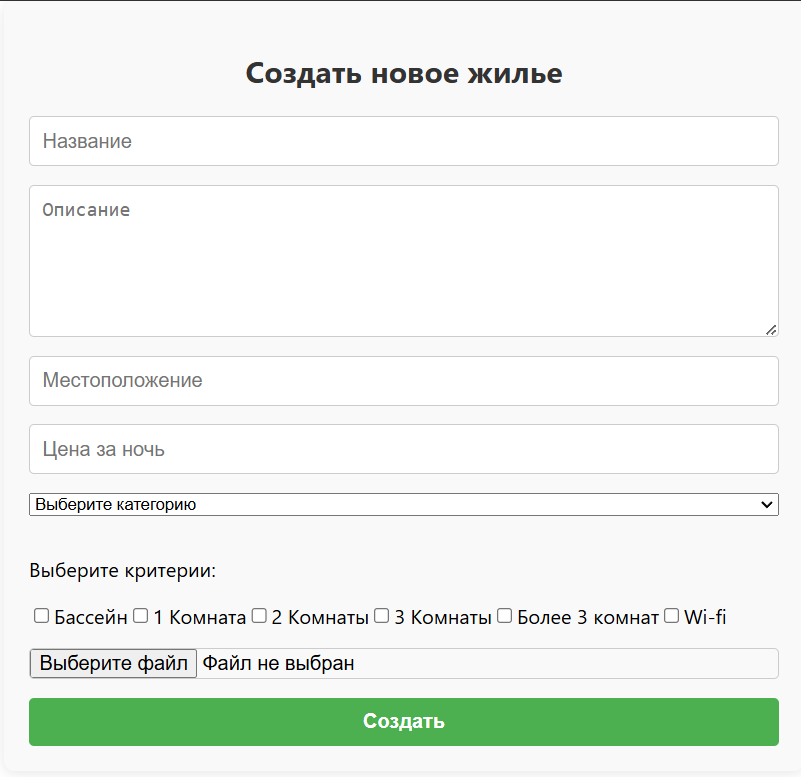 Создать новое жилье
Название
Описание
Местоположение
Цена за ночь
Выберите категорию
Выберите критерии:
Бассейн 1 Комната 2 Комнаты 3 Комнаты Более 3 комнат Wi-fi
Выберите файл Файл не выбран
Создать